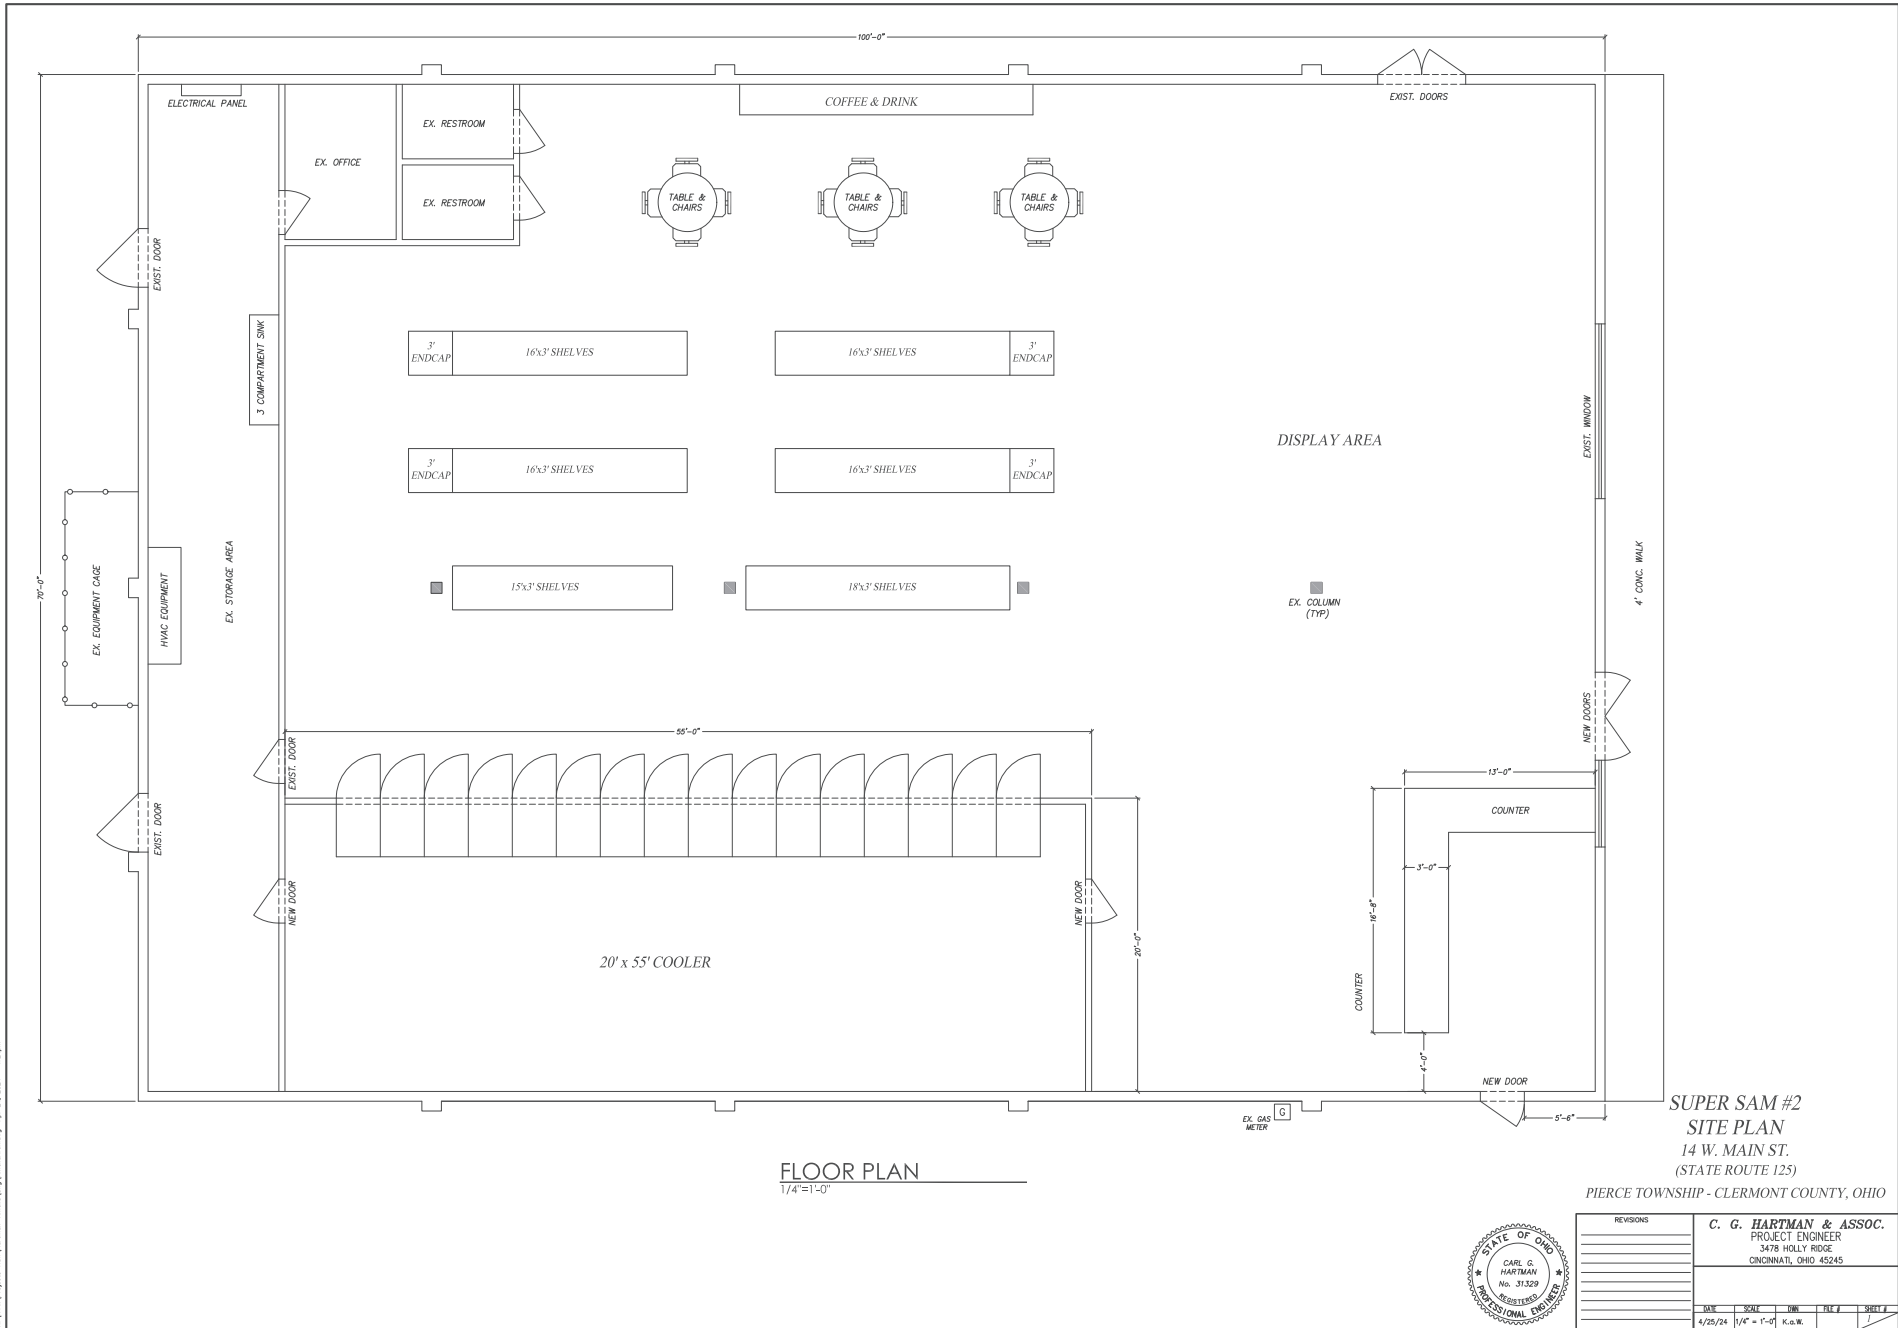 100'-0"
ELECTRICAL PANEL
COFFEE & DRINK
EXIST. DOORS
EX. RESTROOM
EX. OFFICE
EX. RESTROOM
TABLE &
CHAIRS
TABLE &
CHAIRS
TABLE &
CHAIRS
EXIST. DOOR
3 COMPARTMENT SINK
3'
ENDCAP
16'x3' SHELVES
16'x3' SHELVES
3'
ENDCAP
EXIST. WINDOW
DISPLAY AREA
3'
ENDCAP
16'x3' SHELVES
16'x3' SHELVES
3'
ENDCAP
70'-0"
EX. EQUIPMENT CAGE
HVAC EQUIPMENT
EX. STORAGE AREA
15'x3' SHELVES
18'x3' SHELVES
EX. COLUMN
(TYP)
4' CONC. WALK
NEW DOORS
55'-0"
EXIST. DOOR
EXIST. DOOR
13'-0"
COUNTER
3'-0"
16'-8"
NEW DOOR
NEW DOOR
20'-0"
20' x 55' COOLER
COUNTER
4'-0"
NEW DOOR
5'-6"
EX. GAS
METER
G
FLOOR PLAN
1/4"=1'-0"
SUPER SAM #2
SITE PLAN
14 W. MAIN ST.
(STATE ROUTE 125)
PIERCE TOWNSHIP - CLERMONT COUNTY, OHIO
STATE OF OHIO
CARL G.
HARTMAN
No. 31329
REGISTERED
PROFESSIONAL ENGINEER
REVISIONS
C. G. HARTMAN & ASSOC.
PROJECT ENGINEER
3478 HOLLY RIDGE
CINCINNATI, OHIO 45245
DATE SCALE DWN FILE # SHEET #
4/25/24 1/4" = 1'-0" K.a.W. 1